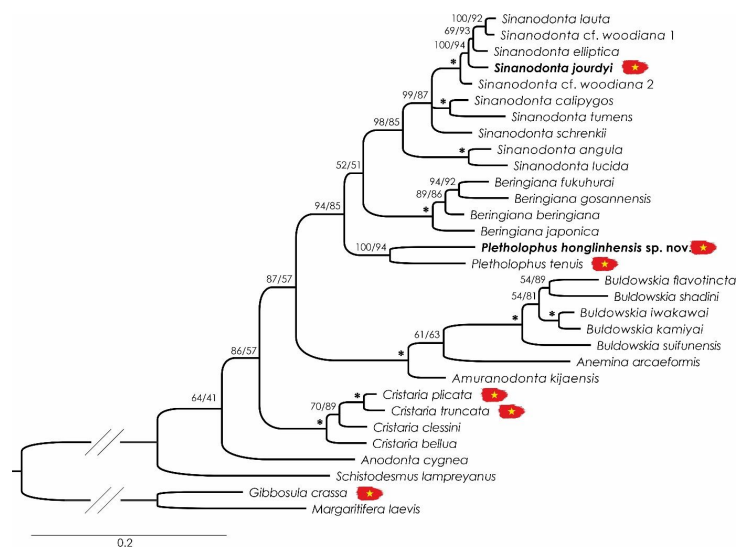 100/92
Sinanodonta lauta
69/93
Sinanodonta cf. woodiana 1
100/94
Sinanodonta elliptica
*
Sinanodonta jourdyi
Sinanodonta cf. woodiana 2
99/87
*
Sinanodonta calipygos
Sinanodonta tumens
98/85
Sinanodonta schrenkii
*
Sinanodonta angula
Sinanodonta lucida
52/51
94/92
Beringiana fukuhurai
89/86
Beringiana gosannensis
*
Beringiana beringiana
94/85
Beringiana japonica
100/94
Pletholophus honglinhensis sp. nov.
Pletholophus tenuis
87/57
54/89
Buldowskia flavotincta
54/81
Buldowskia shadini
*
*
Buldowskia iwakawai
Buldowskia kamiyai
61/63
Buldowskia suifunensis
86/57
*
Anemina arcaeformis
Amuranodonta kijaensis
64/41
*
Cristaria plicata
70/89
Cristaria truncata
*
Cristaria clessini
Cristaria bellua
Anodonta cygnea
Schistodesmus lampreyanus
Gibbosula crassa
Margaritifera laevis
0.2